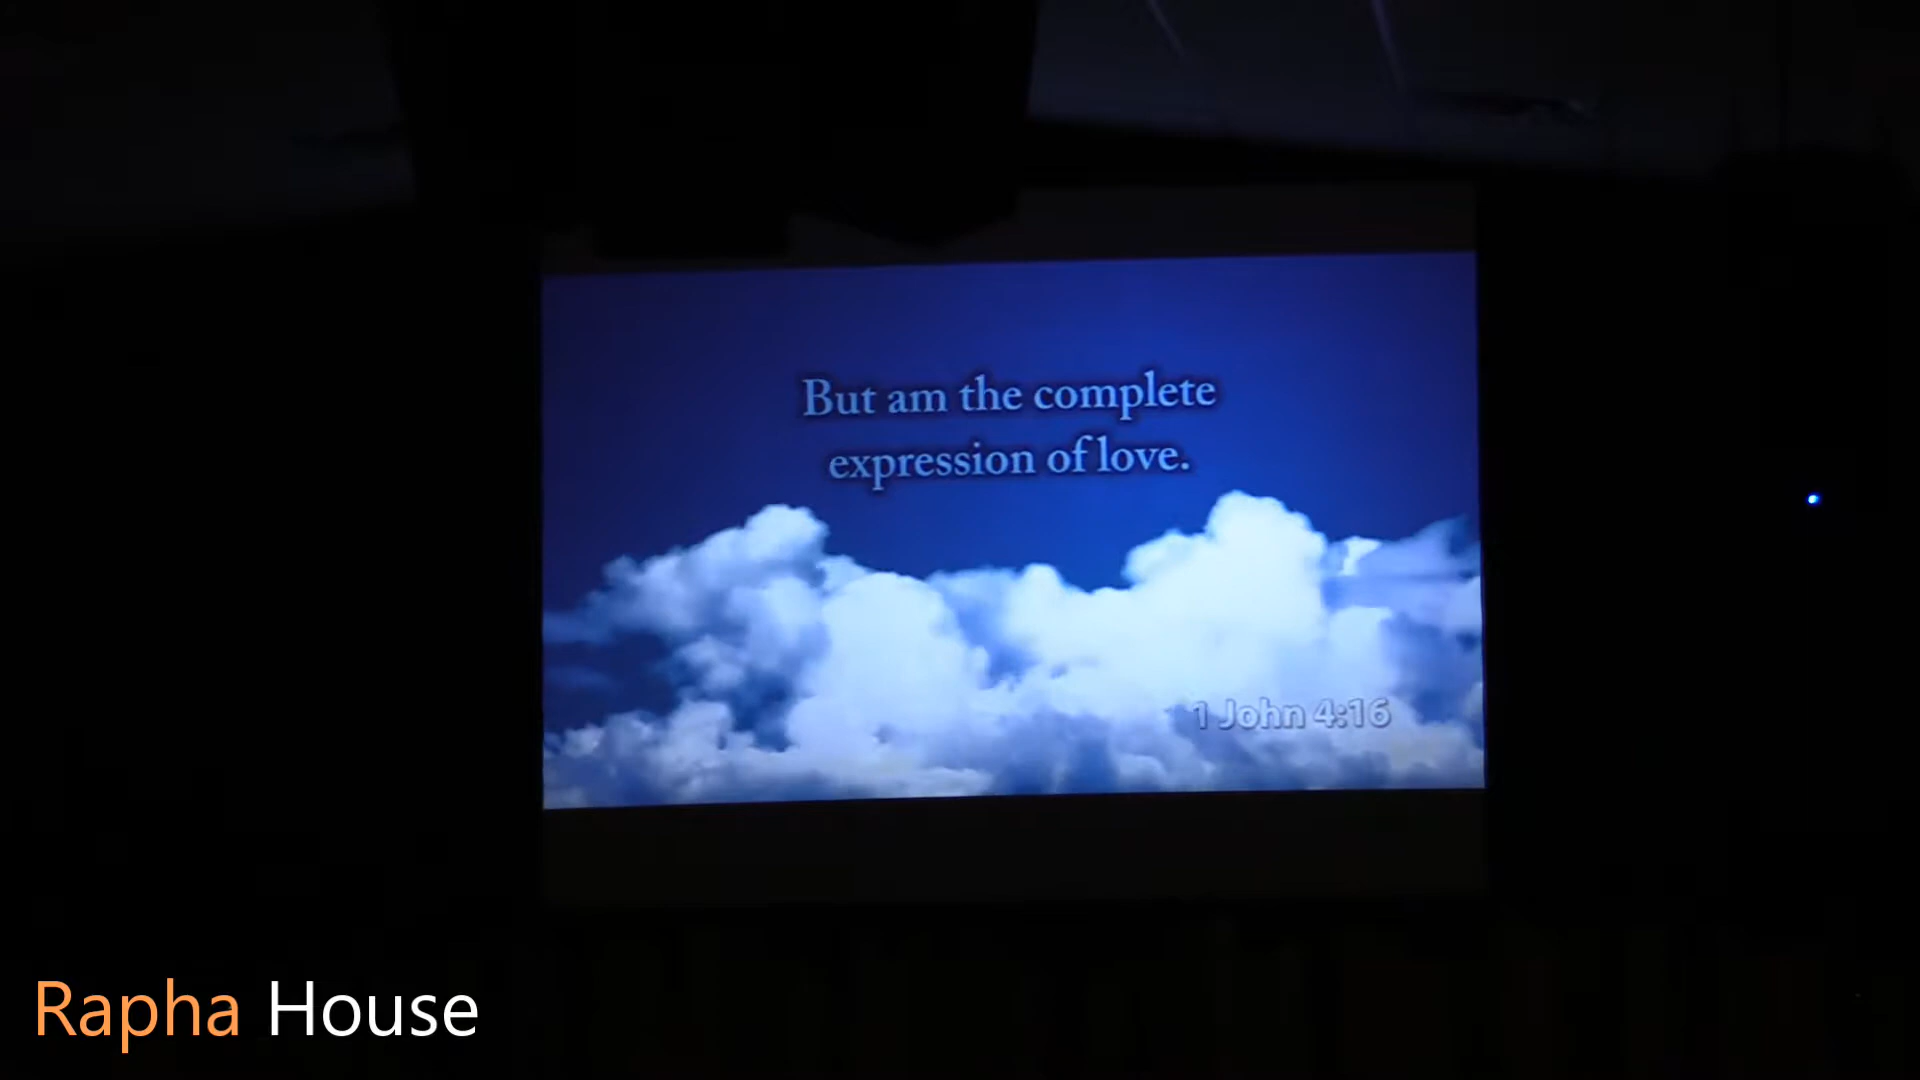 But am the complete
expression of love.
1 John 4:16
Rapha House